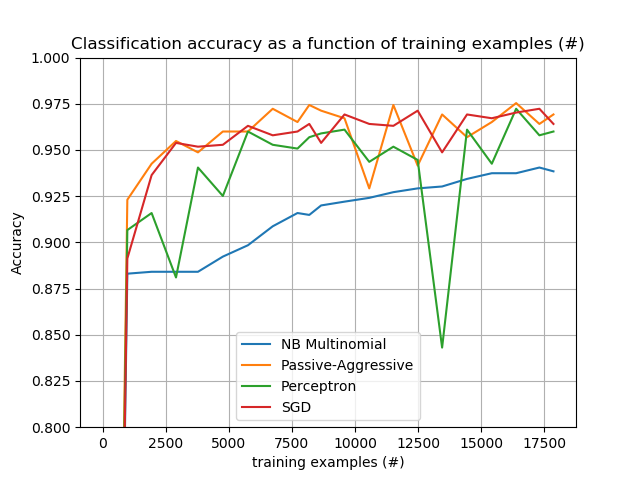 Classification accuracy as a function of training examples (#)
Accuracy
1.000
0.975
0.950
0.925
0.900
0.875
0.850
0.825
0.800
NB Multinomial
Passive-Aggressive
Perceptron
SGD
0 2500 5000 7500 10000 12500 15000 17500
training examples (#)